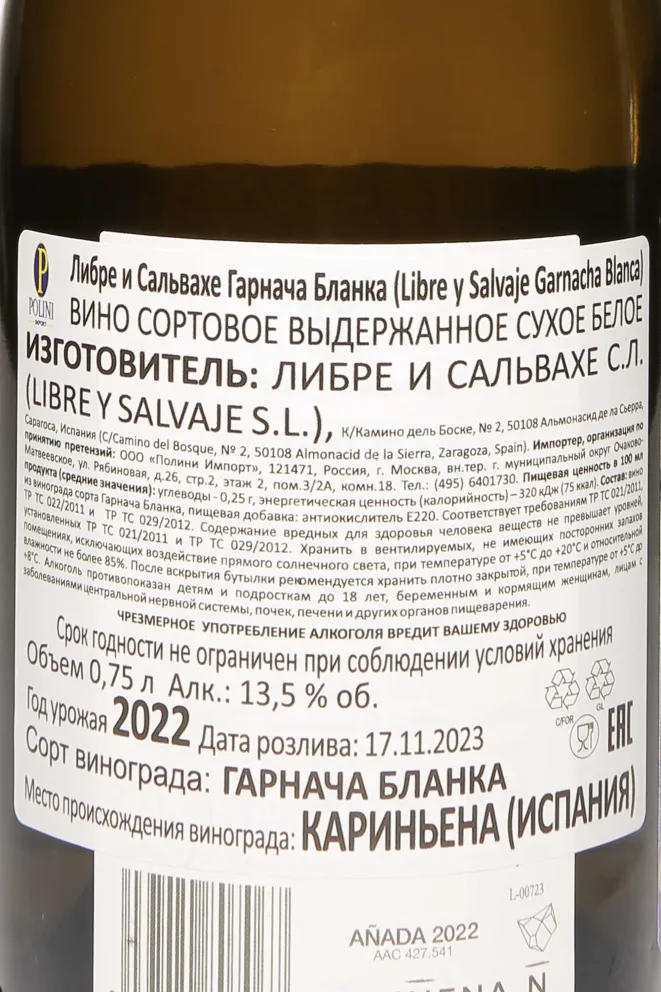 POLINI
IMPORT
Либре и Сальвахе Гарнача Бланка (Libre y Salvaje Garnacha Blanca)
ВИНО СОРТОВОЕ ВЫДЕРЖАННОЕ СУХОЕ БЕЛОЕ
ИЗГОТОВИТЕЛЬ: ЛИБРЕ И САЛЬВАХЕ С.Л.
(LIBRE Y SALVAJE S.L.), К/Камино дель Боске, № 2, 50108 Альмонасид де ла Сьерра,
Сарагоса, Испания (C/Camino del Bosque, Nº 2, 50108 Almonacid de la Sierra, Zaragoza, Spain). Импортер, организация по
принятию претензий: ООО «Полини Импорт», 121471, Россия, г. Москва, вн.тер. г. муниципальный округ Очаково-
Матвеевское, ул. Рябиновая, д.26, стр.2, этаж 2, пом.3/2А, комн.18. Тел.: (495) 6401730. Пищевая ценность в 100 мл
продукта (средние значения): углеводы - 0,25 г, энергетическая ценность (калорийность) – 320 кДж (75 ккал). Состав: вино
из винограда сорта Гарнача Бланка, пищевая добавка: антиокислитель Е220. Соответствует требованиям ТР ТС 021/2011,
ТР ТС 022/2011 и ТР ТС 029/2012. Содержание вредных для здоровья человека веществ не превышает уровней,
установленных ТР ТС 021/2011 и ТР ТС 029/2012. Хранить в вентилируемых, не имеющих посторонних запахов
помещениях, исключающих воздействие прямого солнечного света, при температуре от +5°С до +20°С и относительной
влажности не более 85%. После вскрытия бутылки рекомендуется хранить плотно закрытой, при температуре от +5°С до
+8°С. Алкоголь противопоказан детям и подросткам до 18 лет, беременным и кормящим женщинам, лицам с
заболеваниями центральной нервной системы, почек, печени и других органов пищеварения.
ЧРЕЗМЕРНОЕ УПОТРЕБЛЕНИЕ АЛКОГОЛЯ ВРЕДИТ ВАШЕМУ ЗДОРОВЬЮ
Срок годности не ограничен при соблюдении условий хранения
Объем 0,75 л Алк.: 13,5 % об.
Год урожая 2022 Дата розлива: 17.11.2023
C/FOR
GL
EAC
Сорт винограда: ГАРНАЧА БЛАНКА
Место происхождения винограда: КАРИНЬЕНА (ИСПАНИЯ)
L-00723
AÑADA 2022
AAC 427.541